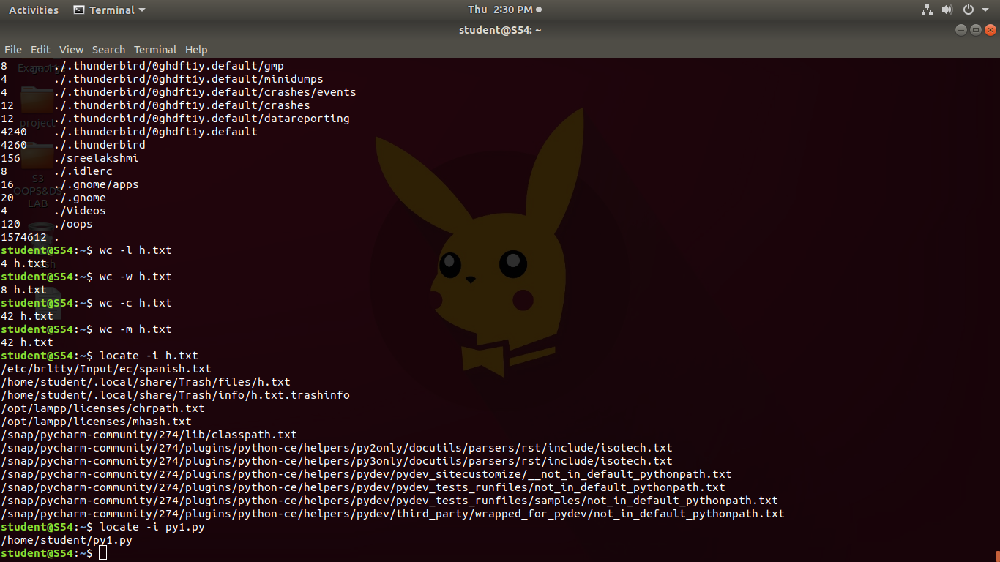 Activities Terminal Thu 2:30 PM
student@S54: ~
File Edit View Search Terminal Help
8 ./.thunderbird/0ghdft1y.default/gmp
4 ./.thunderbird/0ghdft1y.default/minidumps
4 ./.thunderbird/0ghdft1y.default/crashes/events
12 ./.thunderbird/0ghdft1y.default/crashes
12 ./.thunderbird/0ghdft1y.default/datareporting
4240 ./.thunderbird/0ghdft1y.default
4260 ./.thunderbird
156 ./sreelakshmi
8 ./.idlerc
16 ./.gnome/apps
20 ./.gnome
4 ./Videos
120 ./oops
1574612 .
student@S54:~$ wc -l h.txt
4 h.txt
student@S54:~$ wc -w h.txt
8 h.txt
student@S54:~$ wc -c h.txt
42 h.txt
student@S54:~$ wc -m h.txt
42 h.txt
student@S54:~$ locate -i h.txt
/etc/brltty/Input/ec/spanish.txt
/home/student/.local/share/Trash/files/h.txt
/home/student/.local/share/Trash/info/h.txt.trashinfo
/opt/lampp/licenses/chrpath.txt
/opt/lampp/licenses/mhash.txt
/snap/pycharm-community/274/lib/classpath.txt
/snap/pycharm-community/274/plugins/python-ce/helpers/py2only/docutils/parsers/rst/include/isotech.txt
/snap/pycharm-community/274/plugins/python-ce/helpers/py3only/docutils/parsers/rst/include/isotech.txt
/snap/pycharm-community/274/plugins/python-ce/helpers/pydev/pydev_sitecustomize/__not_in_default_pythonpath.txt
/snap/pycharm-community/274/plugins/python-ce/helpers/pydev/pydev_tests_runfiles/not_in_default_pythonpath.txt
/snap/pycharm-community/274/plugins/python-ce/helpers/pydev/pydev_tests_runfiles/samples/not_in_default_pythonpath.txt
/snap/pycharm-community/274/plugins/python-ce/helpers/pydev/third_party/wrapped_for_pydev/not_in_default_pythonpath.txt
student@S54:~$ locate -i py1.py
/home/student/py1.py
student@S54:~$
project
S3
OOPS&DS
LAB